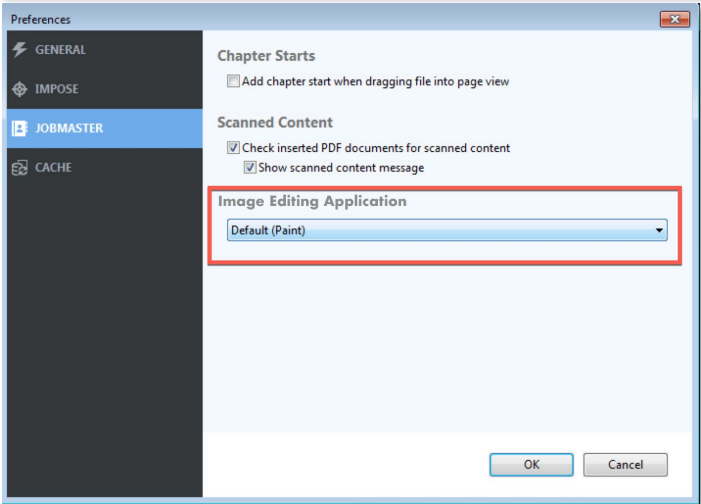 Preferences
GENERAL
IMPOSE
JOBMASTER
CACHE
Chapter Starts
Add chapter start when dragging file into page view
Scanned Content
Check inserted PDF documents for scanned content
Show scanned content message
Image Editing Application
Default (Paint)
OK
Cancel